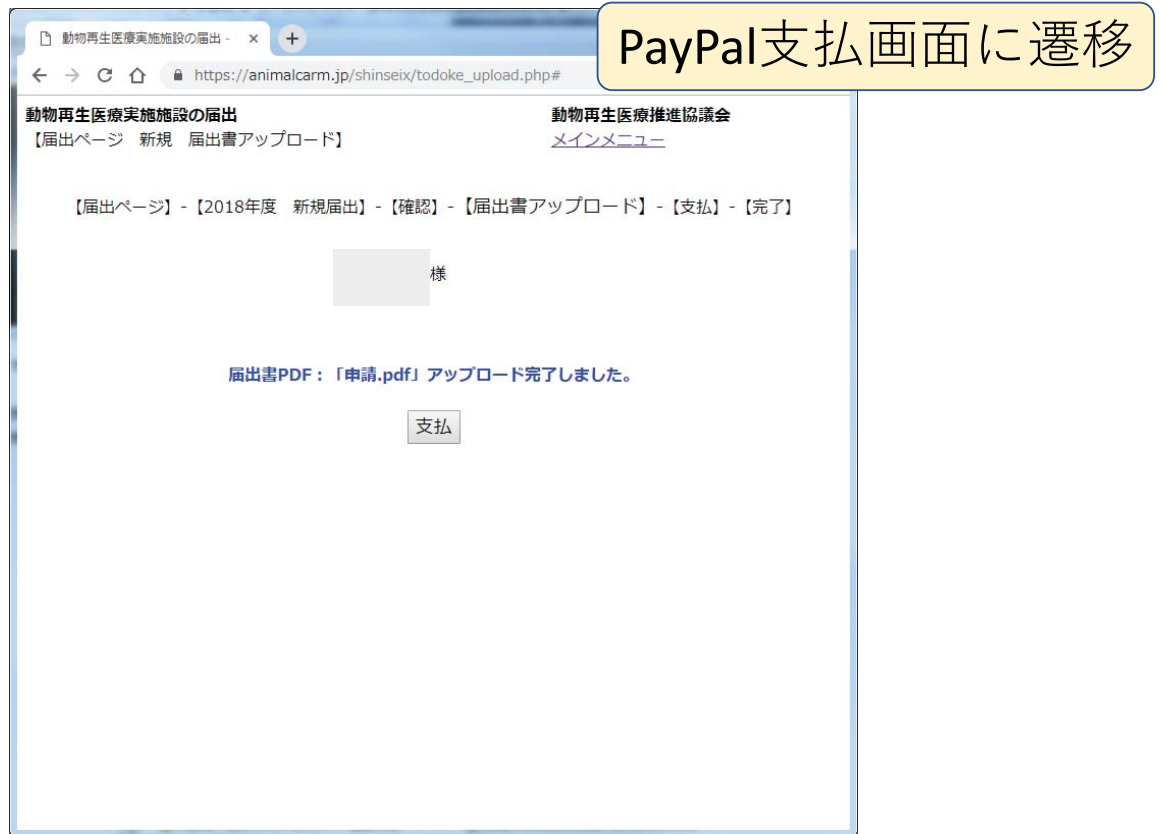 PayPal支払画面に遷移
動物再生医療実施施設の届出 -
https://animalcarm.jp/shinseix/todoke_upload.php#
動物再生医療実施施設の届出
動物再生医療推進協議会
【届出ページ　新規　届出書アップロード】
メインメニュー
【届出ページ】-【2018年度　新規届出】-【確認】-【届出書アップロード】-【支払】-【完了】
様
届出書PDF：「申請.pdf」アップロード完了しました。
支払